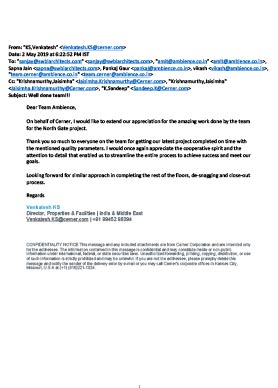 From: "KS,Venkatesh" <Venkatesh.KS@cerner.com>
Date: 2 May 2019 at 6:22:52 PM IST
To: "sanjay@rwblarchitects.com" <sanjay@rwblarchitects.com>, "amit@ambience.co.in" <amit@ambience.co.in>,
Sapna Jain <sapna@ambience.co.in>, Pankaj Gaur <pankaj@ambience.co.in>, vikash <vikash@ambience.co.in>,
"team.cerner@ambience.co.in" <team.cerner@ambience.co.in>
Cc: "Krishnamurthy,Jaisimha" <Jaisimha.Krishnamurthy@Cerner.com>, "Krishnamurthy,Jaisimha"
<Jaisimha.Krishnamurthy@Cerner.com>, "K,Sandeep" <Sandeep.K@Cerner.com>
Subject: Well done team!!!
Dear Team Ambience,
On behalf of Cerner, I would like to extend our appreciation for the amazing work done by the team
for the North Gate project.
Thank you so much to everyone on the team for getting our latest project completed on time with
the mentioned quality parameters. I would once again appreciate the cooperative spirit and the
attention to detail that enabled us to streamline the entire process to achieve success and meet our
goals.
Looking forward for similar approach in completing the rest of the floors, de-snagging and close-out
process.
Regards
Venkatesh KS
Director, Properties & Facilities | India & Middle East
Venkatesh.KS@cerner.com | +91 99452 86394
CONFIDENTIALITY NOTICE This message and any included attachments are from Cerner Corporation and are intended only
for the addressee. The information contained in this message is confidential and may constitute inside or non-public
information under international, federal, or state securities laws. Unauthorized forwarding, printing, copying, distribution, or use
of such information is strictly prohibited and may be unlawful. If you are not the addressee, please promptly delete this
message and notify the sender of the delivery error by e-mail or you may call Cerner's corporate offices in Kansas City,
Missouri, U.S.A at (+1) (816)221-1024.
1